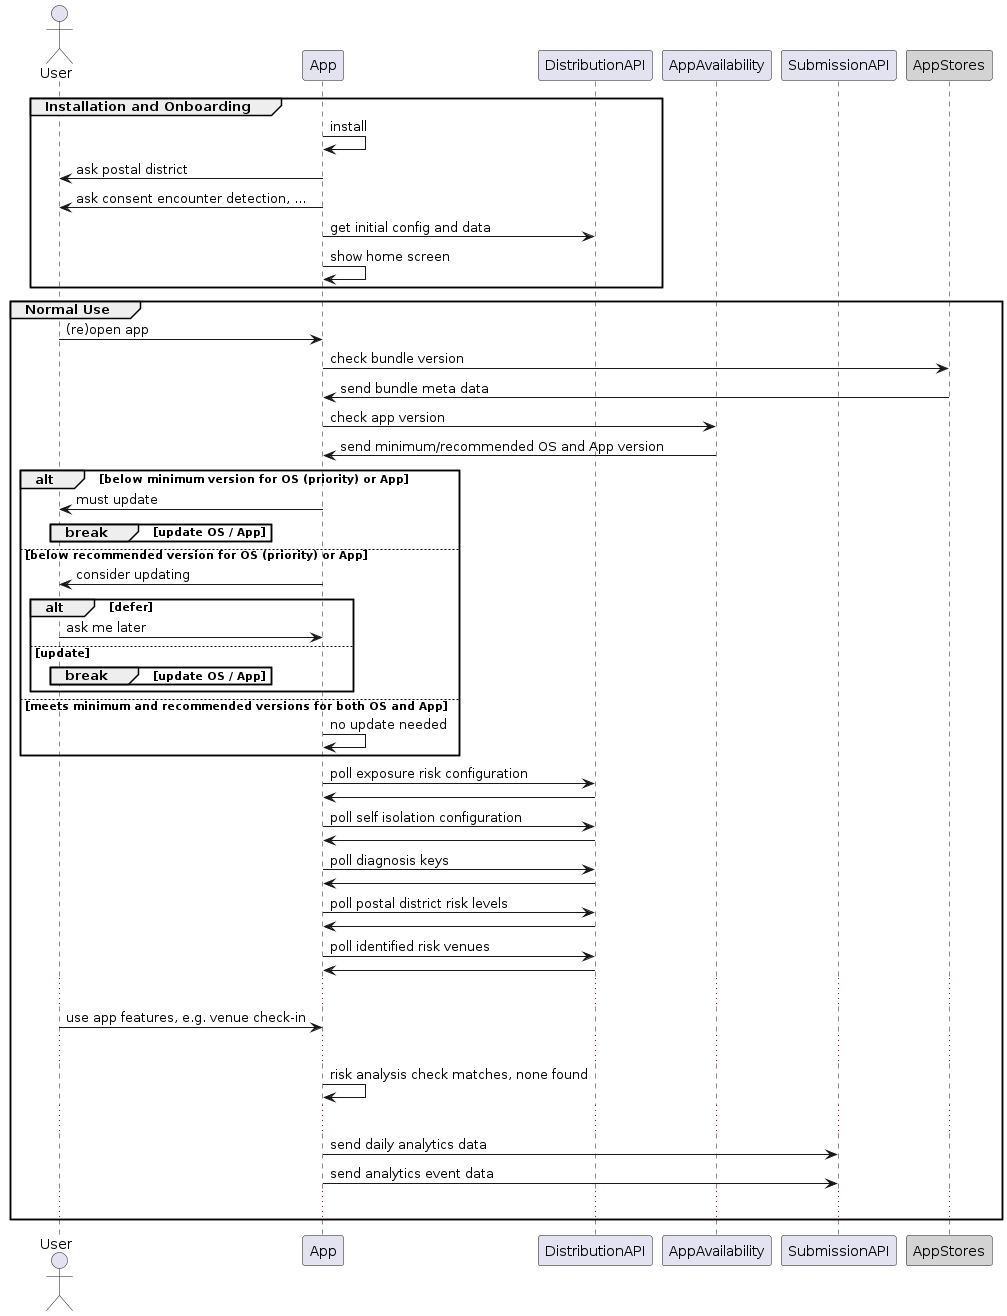 User
App
DistributionAPI
AppAvailability
SubmissionAPI
AppStores
Installation and Onboarding
install
ask postal district
ask consent encounter detection, ...
get initial config and data
show home screen
Normal Use
(re)open app
check bundle version
send bundle meta data
check app version
send minimum/recommended OS and App version
alt [below minimum version for OS (priority) or App]
must update
break [update OS / App]
[below recommended version for OS (priority) or App]
consider updating
alt [defer]
ask me later
[update]
break [update OS / App]
[meets minimum and recommended versions for both OS and App]
no update needed
poll exposure risk configuration
poll self isolation configuration
poll diagnosis keys
poll postal district risk levels
poll identified risk venues
use app features, e.g. venue check-in
risk analysis check matches, none found
send daily analytics data
send analytics event data
User
App
DistributionAPI
AppAvailability
SubmissionAPI
AppStores